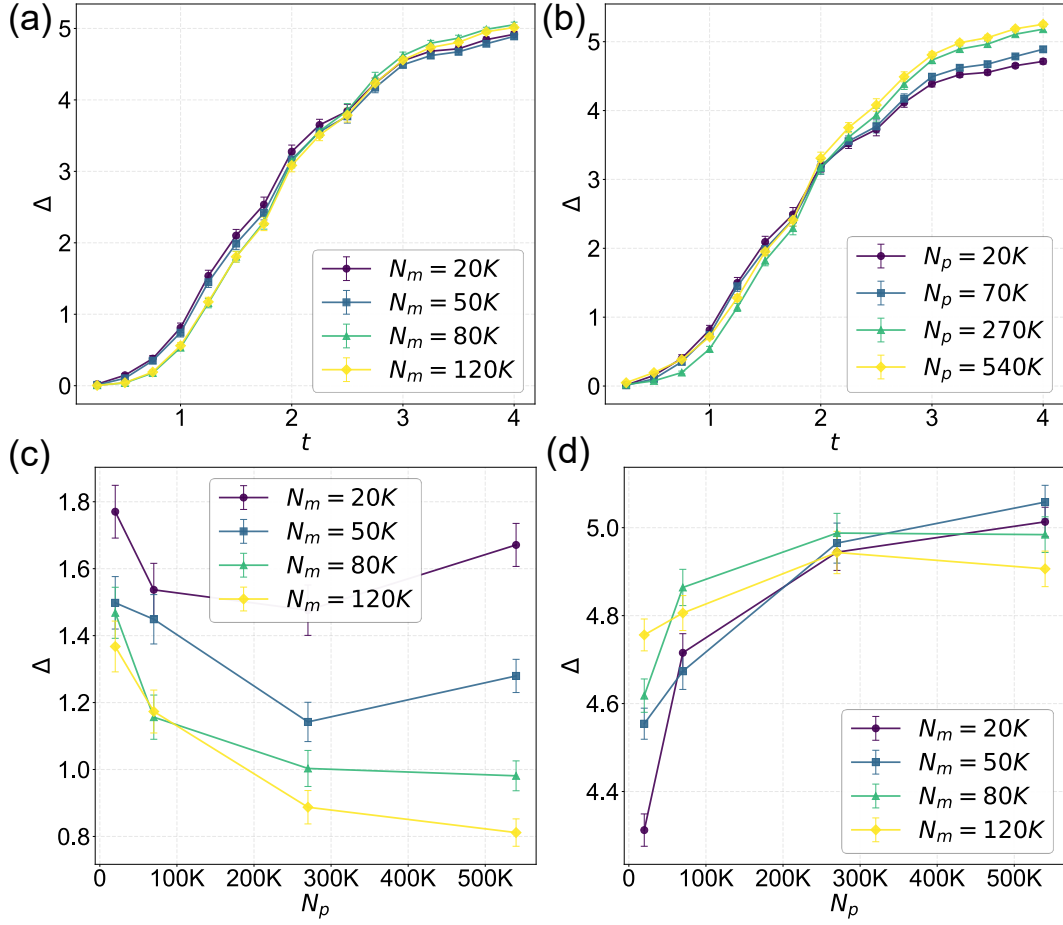 (a)
5
4
3
2
1
0
Δ
N_m = 20K
N_m = 50K
N_m = 80K
N_m = 120K
1 2 3 4
t
(b)
5
4
3
2
1
0
Δ
N_p = 20K
N_p = 70K
N_p = 270K
N_p = 540K
1 2 3 4
t
(c)
1.8
1.6
1.4
1.2
1.0
0.8
Δ
N_m = 20K
N_m = 50K
N_m = 80K
N_m = 120K
0 100K 200K 300K 400K 500K
N_p
(d)
5.0
4.8
4.6
4.4
Δ
N_m = 20K
N_m = 50K
N_m = 80K
N_m = 120K
0 100K 200K 300K 400K 500K
N_p